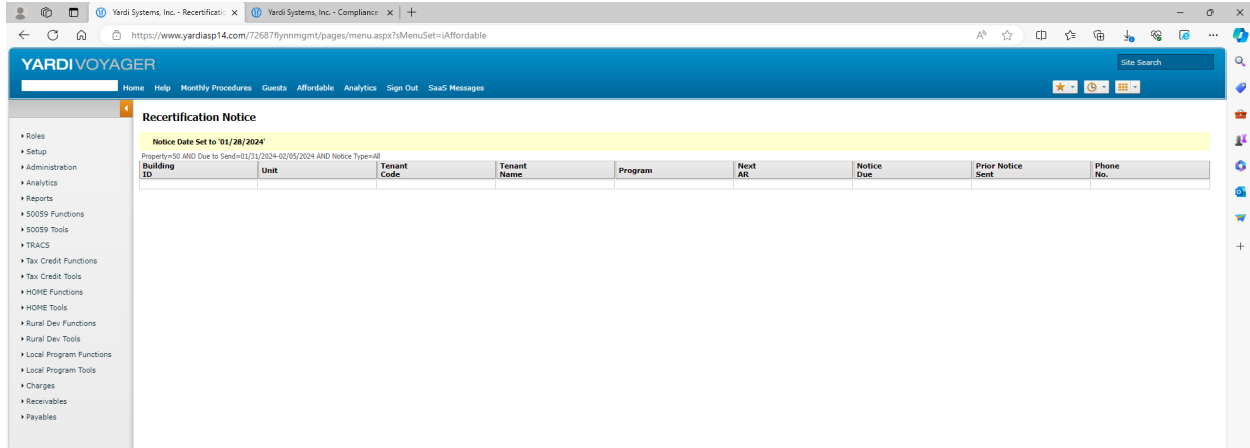 Yardi Systems, Inc. - Recertificatic
Yardi Systems, Inc. - Compliance
https://www.yardiasp14.com/72687flynnmgmt/pages/menu.aspx?sMenuSet=iAffordable
YARDI VOYAGER
Site Search
Home Help Monthly Procedures Guests Affordable Analytics Sign Out SaaS Messages
Recertification Notice
Notice Date Set to '01/28/2024'
Property=50 AND Due to Send=01/31/2024-02/05/2024 AND Notice Type=All
Building ID
Unit
Tenant Code
Tenant Name
Program
Next AR
Notice Due
Prior Notice Sent
Phone No.
Roles
Setup
Administration
Analytics
Reports
50059 Functions
50059 Tools
TRACS
Tax Credit Functions
Tax Credit Tools
HOME Functions
HOME Tools
Rural Dev Functions
Rural Dev Tools
Local Program Functions
Local Program Tools
Charges
Receivables
Payables